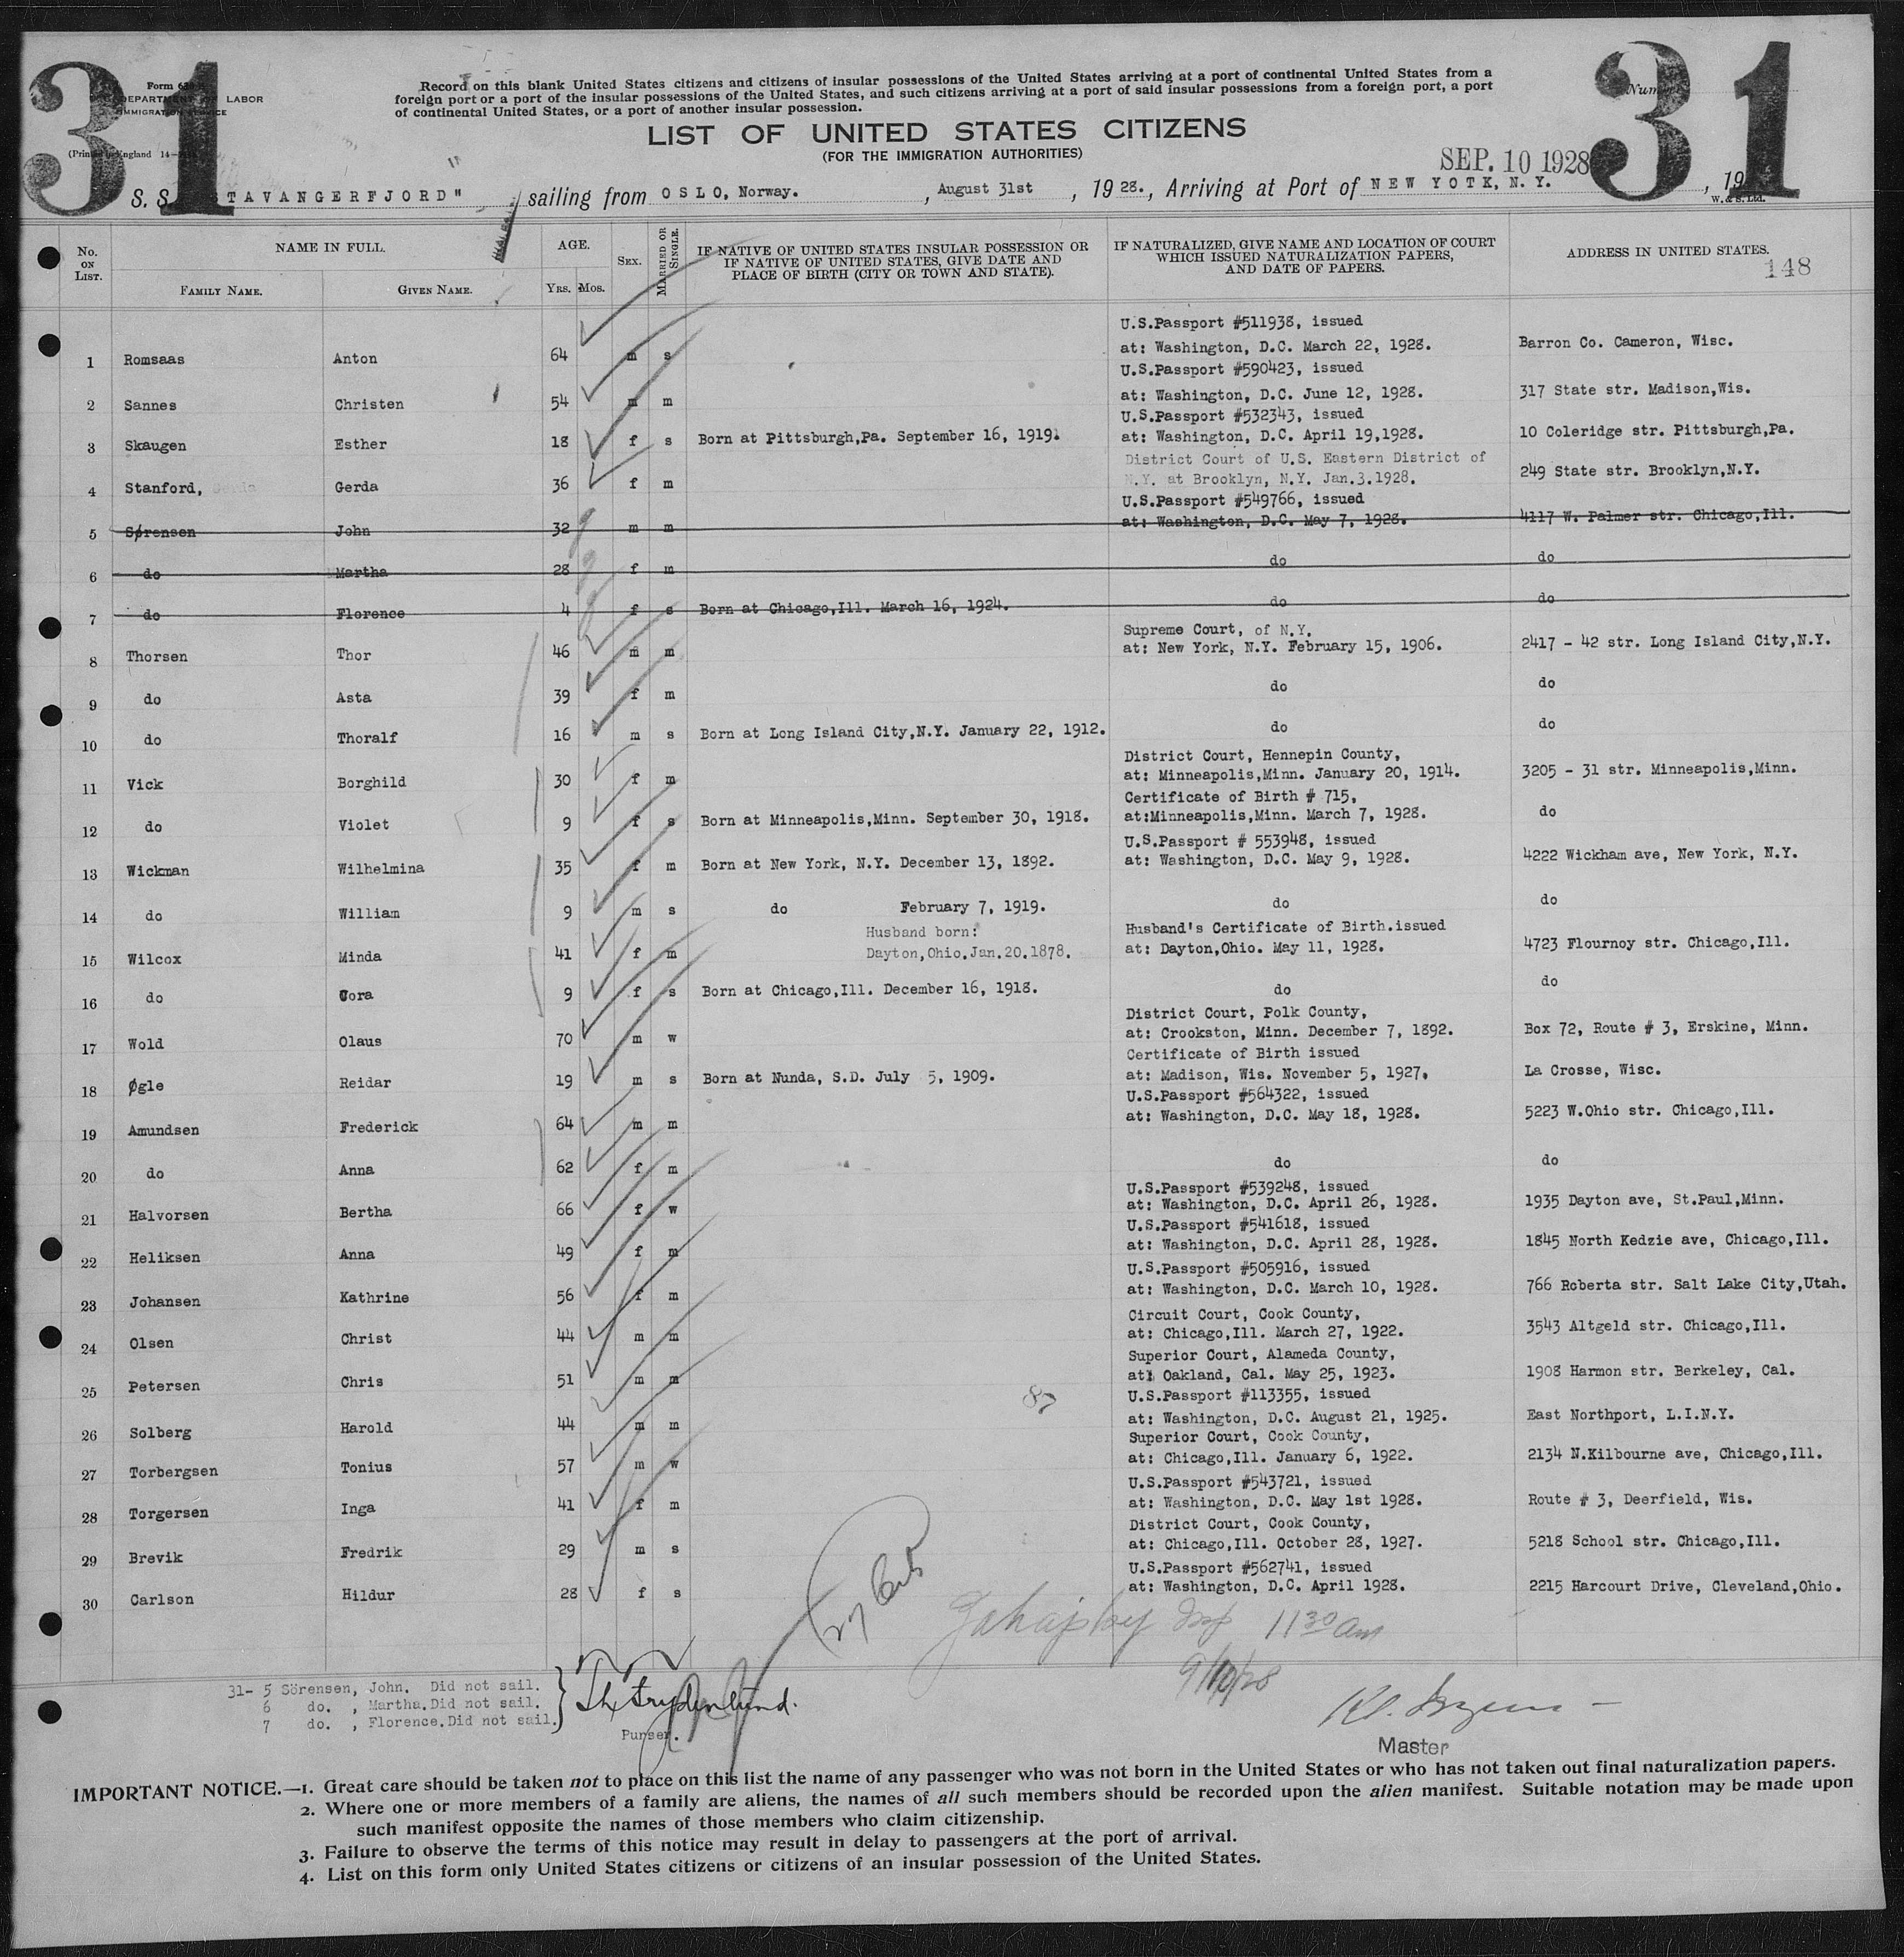 31
31
Form 630
DEPARTMENT OF LABOR
IMMIGRATION SERVICE
(Printed in England 14-
Record on this blank United States citizens and citizens of insular possessions of the United States arriving at a port of continental United States from a
foreign port or a port of the insular possessions of the United States, and such citizens arriving at a port of said insular possessions from a foreign port, a port
of continental United States, or a port of another insular possession.
LIST OF UNITED STATES CITIZENS
(FOR THE IMMIGRATION AUTHORITIES)
SEP. 10 1928
S. S. "STAVANGERFJORD" sailing from OSLO, Norway. , August 31st , 1928., Arriving at Port of NEW YOTK, N.Y. , 19
W. & S. Ltd.
No. ON LIST. NAME IN FULL. AGE. SEX. MARRIED OR SINGLE. IF NATIVE OF UNITED STATES INSULAR POSSESSION OR IF NATIVE OF UNITED STATES, GIVE DATE AND PLACE OF BIRTH (CITY OR TOWN AND STATE). IF NATURALIZED, GIVE NAME AND LOCATION OF COURT WHICH ISSUED NATURALIZATION PAPERS, AND DATE OF PAPERS. ADDRESS IN UNITED STATES.
FAMILY NAME. GIVEN NAME. YRS. MOS.
148
U.S.Passport #511938, issued
1 Romsaas Anton 64 m s at: Washington, D.C. March 22, 1928. Barron Co. Cameron, Wisc.
U.S.Passport #590423, issued
2 Sannes Christen 54 m m at: Washington, D.C. June 12, 1928. 317 State str. Madison,Wis.
U.S.Passport #532343, issued
3 Skaugen Esther 18 f s Born at Pittsburgh,Pa. September 16, 1919. at: Washington, D.C. April 19,1928. 10 Coleridge str. Pittsburgh,Pa.
District Court of U.S. Eastern District of
4 Stanford, Gerda 36 f m N.Y. at Brooklyn, N.Y. Jan.3.1928. 249 State str. Brooklyn,N.Y.
U.S.Passport #549766, issued
5 Sørensen John 32 m m at: Washington, D.C. May 7, 1928. 4117 W. Palmer str. Chicago,Ill.
6 do Martha 28 f m do do
7 do Florence 4 f s Born at Chicago,Ill. March 16, 1924. do do
Supreme Court, of N.Y.
8 Thorsen Thor 46 m m at: New York, N.Y. February 15, 1906. 2417 - 42 str. Long Island City,N.Y.
9 do Asta 39 f m do do
10 do Thoralf 16 m s Born at Long Island City,N.Y. January 22, 1912. do do
District Court, Hennepin County,
11 Vick Borghild 30 f m at: Minneapolis,Minn. January 20, 1914. 3205 - 31 str. Minneapolis,Minn.
Certificate of Birth # 715,
12 do Violet 9 f s Born at Minneapolis,Minn. September 30, 1918. at:Minneapolis,Minn. March 7, 1928. do
U.S.Passport # 553948, issued
13 Wickman Wilhelmina 35 f m Born at New York, N.Y. December 13, 1892. at: Washington, D.C. May 9, 1928. 4222 Wickham ave, New York, N.Y.
14 do William 9 m s do February 7, 1919. do do
Husband born: Husband's Certificate of Birth.issued
15 Wilcox Minda 41 f m Dayton,Ohio.Jan.20.1878. at: Dayton,Ohio. May 11, 1928. 4723 Flournoy str. Chicago,Ill.
16 do Cora 9 f s Born at Chicago,Ill. December 16, 1918. do do
District Court, Polk County,
17 Wold Olaus 70 m w at: Crookston, Minn. December 7, 1892. Box 72, Route # 3, Erskine, Minn.
Certificate of Birth issued
18 Øgle Reidar 19 m s Born at Nunda, S.D. July 5, 1909. at: Madison, Wis. November 5, 1927. La Crosse, Wisc.
U.S.Passport #564322, issued
19 Amundsen Frederick 64 m m at: Washington, D.C. May 18, 1928. 5223 W.Ohio str. Chicago,Ill.
20 do Anna 62 f m do do
U.S.Passport #539248, issued
21 Halvorsen Bertha 66 f w at: Washington, D.C. April 26, 1928. 1935 Dayton ave, St.Paul,Minn.
U.S.Passport #541618, issued
22 Heliksen Anna 49 f m at: Washington, D.C. April 28, 1928. 1845 North Kedzie ave, Chicago,Ill.
U.S.Passport #505916, issued
23 Johansen Kathrine 56 f m at: Washington, D.C. March 10, 1928. 766 Roberta str. Salt Lake City,Utah.
Circuit Court, Cook County,
24 Olsen Christ 44 m m at: Chicago,Ill. March 27, 1922. 3543 Altgeld str. Chicago,Ill.
Superior Court, Alameda County,
25 Petersen Chris 51 m m at: Oakland, Cal. May 25, 1923. 1908 Harmon str. Berkeley, Cal.
U.S.Passport #113355, issued
26 Solberg Harold 44 m m at: Washington, D.C. August 21, 1925. East Northport, L.I.N.Y.
Superior Court, Cook County,
27 Torbergsen Tonius 57 m w at: Chicago,Ill. January 6, 1922. 2134 N.Kilbourne ave, Chicago,Ill.
U.S.Passport #543721, issued
28 Torgersen Inga 41 f m at: Washington, D.C. May 1st 1928. Route # 3, Deerfield, Wis.
District Court, Cook County,
29 Brevik Fredrik 29 m s at: Chicago,Ill. October 28, 1927. 5218 School str. Chicago,Ill.
U.S.Passport #562741, issued
30 Carlson Hildur 28 f s at: Washington, D.C. April 1928. 2215 Harcourt Drive, Cleveland,Ohio.
11 30 am
9/10/28
31- 5 Sörensen, John. Did not sail.
6 do. , Martha.Did not sail.
7 do. , Florence.Did not sail.
Purser.
Master
IMPORTANT NOTICE.—1. Great care should be taken not to place on this list the name of any passenger who was not born in the United States or who has not taken out final naturalization papers.
2. Where one or more members of a family are aliens, the names of all such members should be recorded upon the alien manifest. Suitable notation may be made upon
such manifest opposite the names of those members who claim citizenship.
3. Failure to observe the terms of this notice may result in delay to passengers at the port of arrival.
4. List on this form only United States citizens or citizens of an insular possession of the United States.